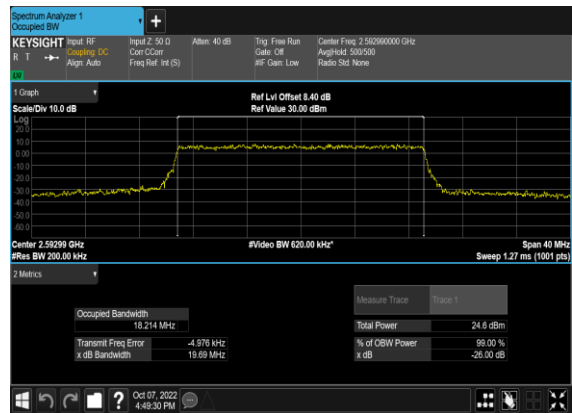 Spectrum Analyzer 1
Occupied BW
+
KEYSIGHT Input: RF Input Z: 50 Ω Atten: 40 dB Trig: Free Run Center Freq: 2.592990000 GHz
R T Coupling: DC Corr CCorr Gate: Off Avg|Hold: 500/500
Align: Auto Freq Ref: Int (S) #IF Gain: Low Radio Std: None
1 Graph
Ref Lvl Offset 8.40 dB
Scale/Div 10.0 dB Ref Value 30.00 dBm
Log
20.0
10.0
0.00
-10.0
-20.0
-30.0
-40.0
-50.0
-60.0
Center 2.59299 GHz #Video BW 620.00 kHz* Span 40 MHz
#Res BW 200.00 kHz Sweep 1.27 ms (1001 pts)
2 Metrics
Measure Trace Trace 1
Occupied Bandwidth
18.214 MHz Total Power 24.6 dBm
Transmit Freq Error -4.976 kHz % of OBW Power 99.00 %
x dB Bandwidth 19.69 MHz x dB -26.00 dB
? Oct 07, 2022
4:49:30 PM